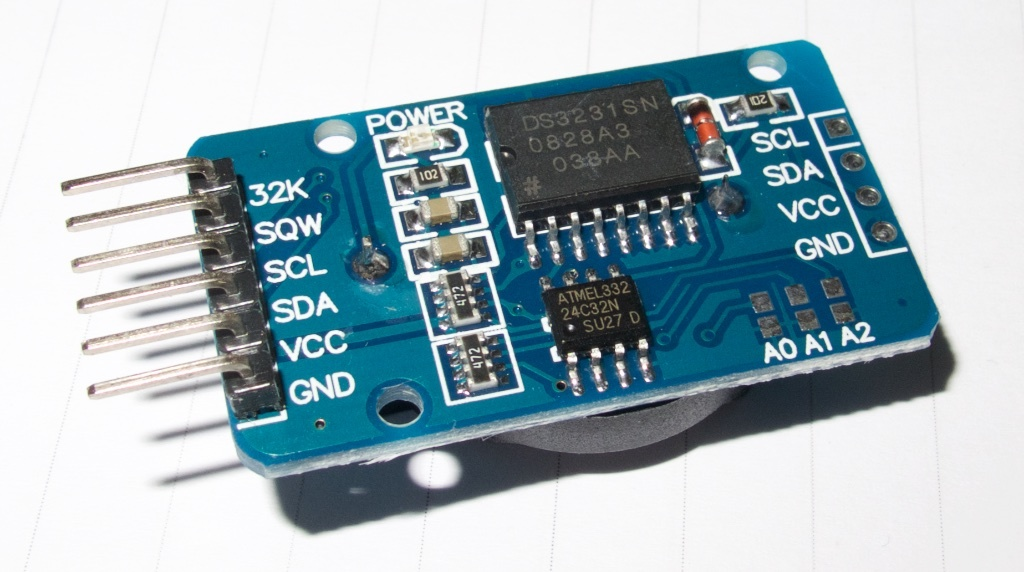 POWER
102
472
472
32K
SQW
SCL
SDA
VCC
GND
DS3231SN
0828A3
038AA
#
ATMEL332
24C32N
SU27 D
102
SCL
SDA
VCC
GND
A0 A1 A2